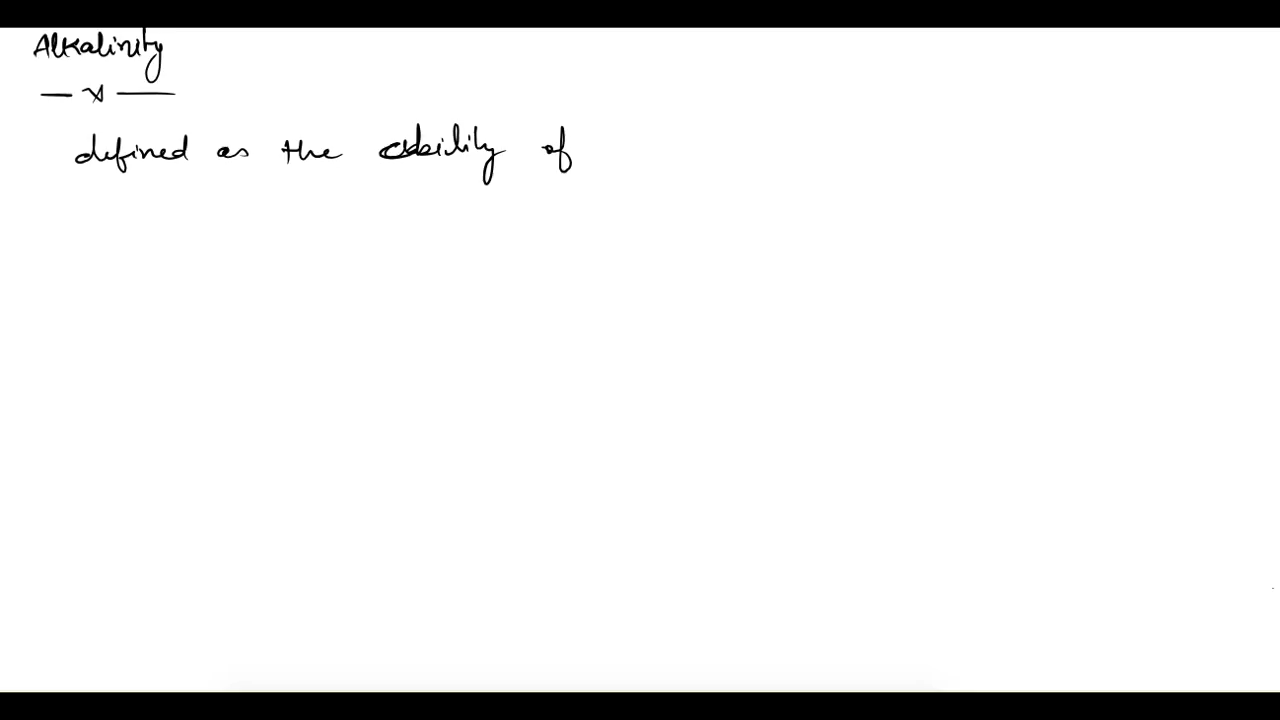 Alkalinity
— x —
defined as the ability of